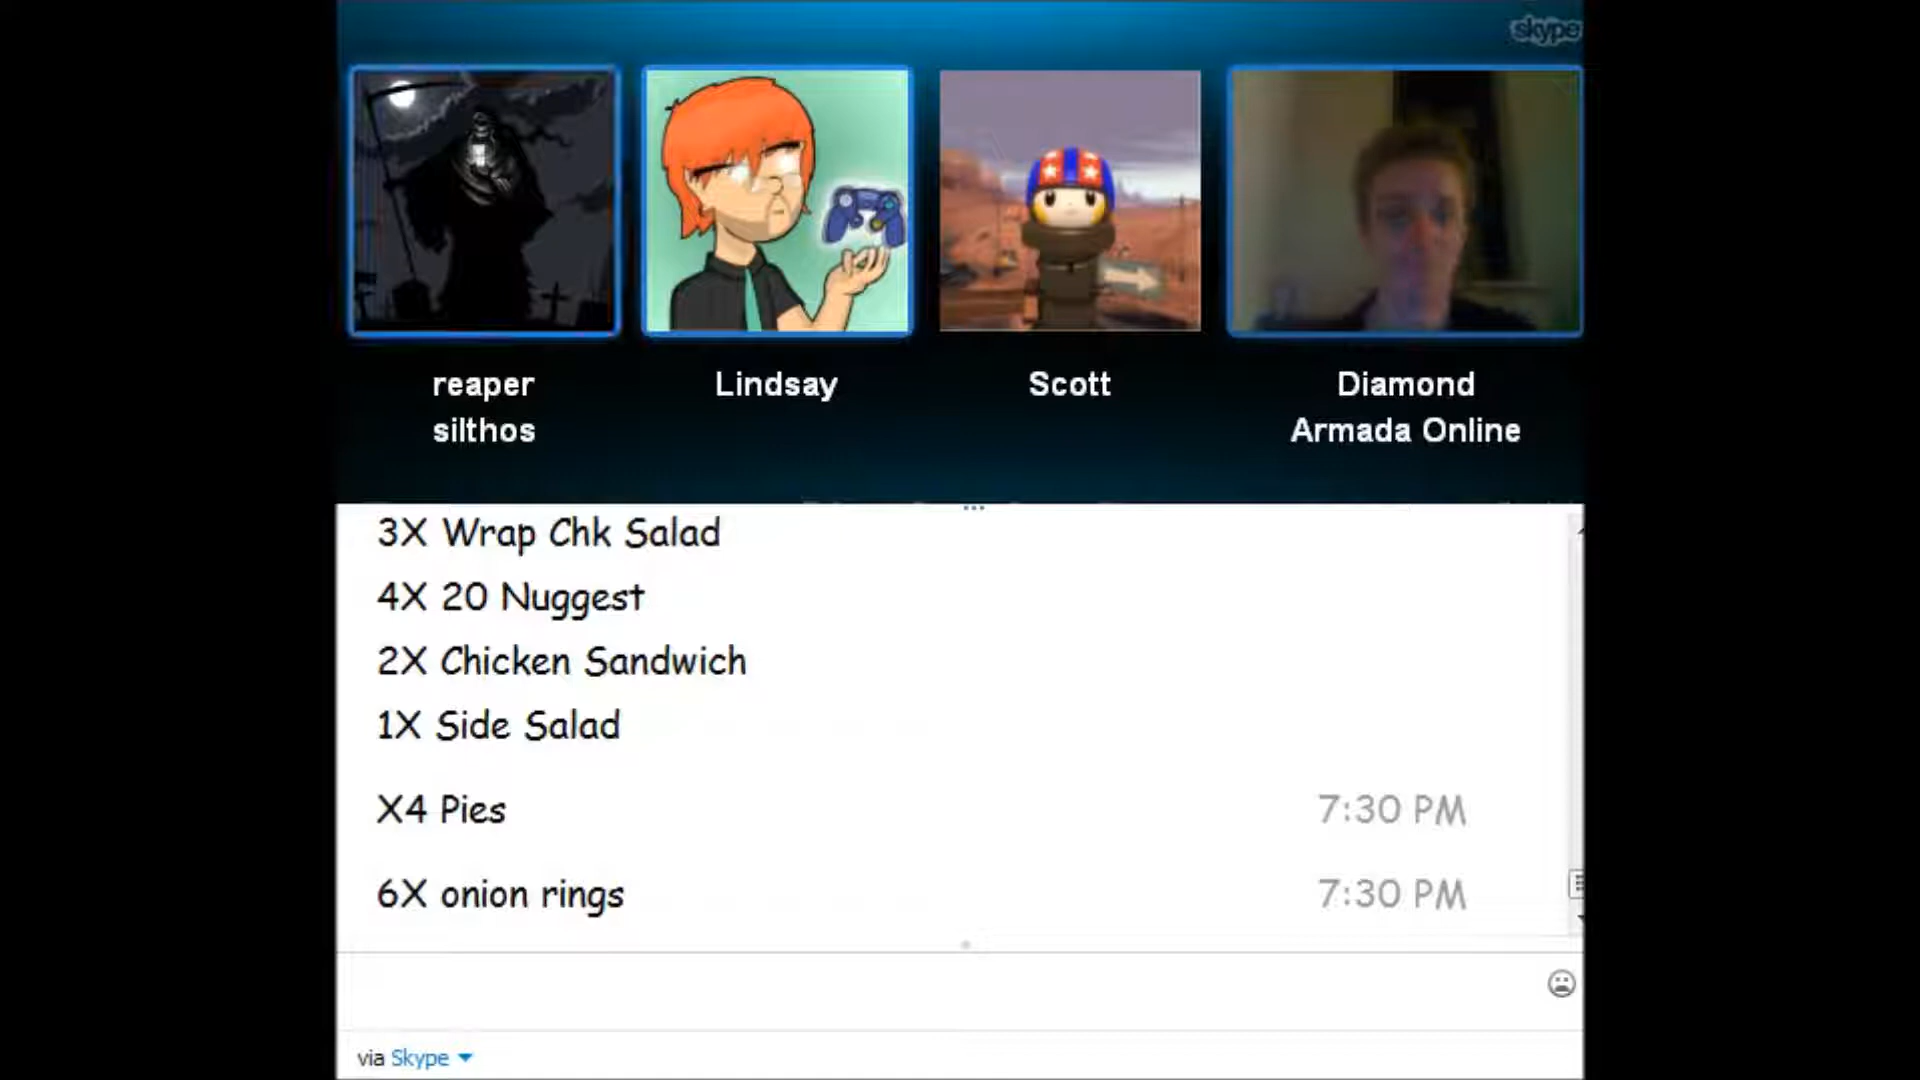 skype
reaper
silthos
Lindsay
Scott
Diamond
Armada Online
3X Wrap Chk Salad
4X 20 Nuggest
2X Chicken Sandwich
1X Side Salad
X4 Pies 7:30 PM
6X onion rings 7:30 PM
via Skype